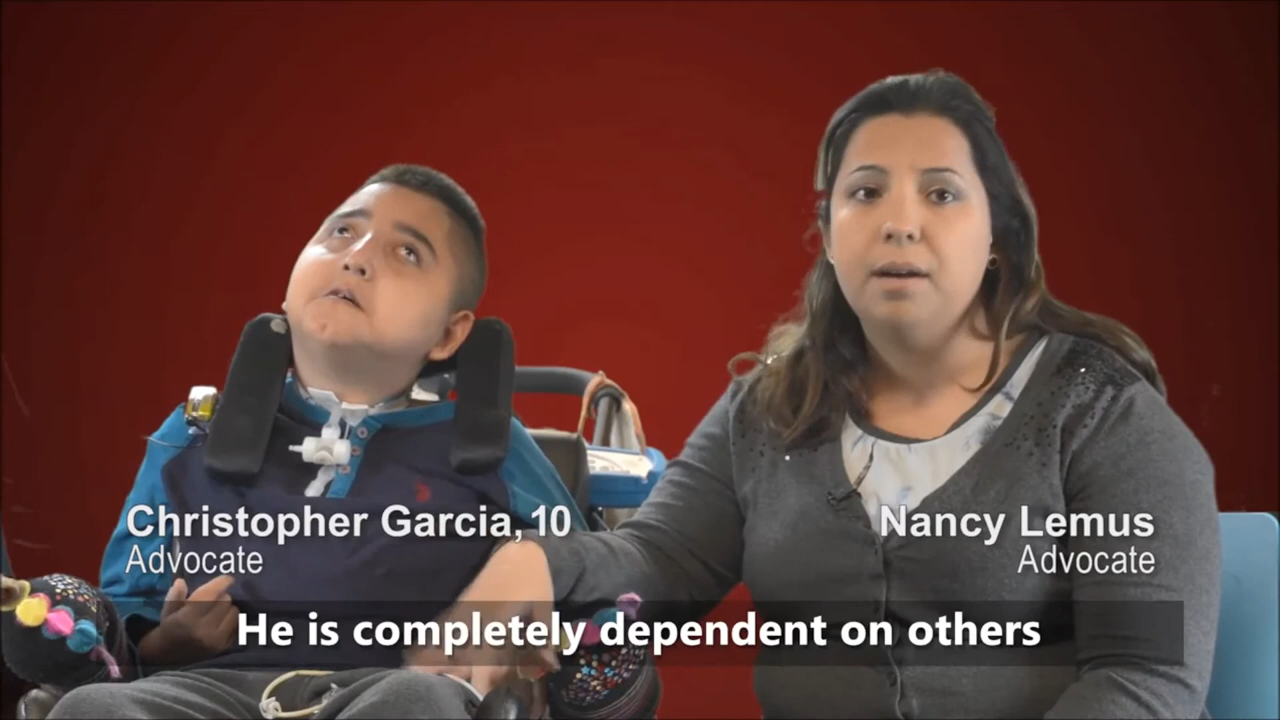 Christopher Garcia, 10
Advocate
Nancy Lemus
Advocate
He is completely dependent on others